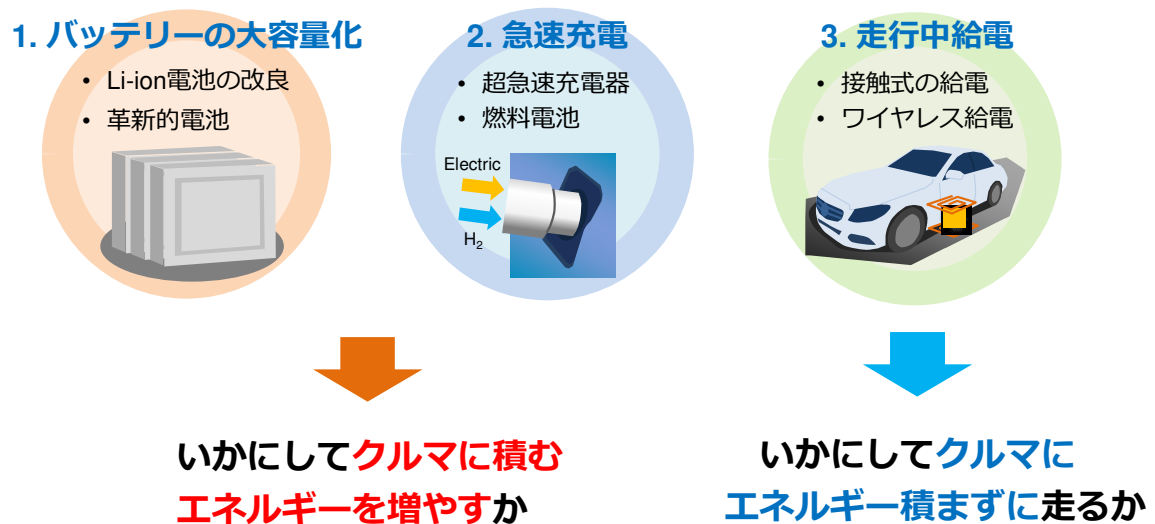 1. バッテリーの大容量化
• Li-ion電池の改良
• 革新的電池
2. 急速充電
• 超急速充電器
• 燃料電池
Electric
H₂
3. 走行中給電
• 接触式の給電
• ワイヤレス給電
いかにしてクルマに積む
エネルギーを増やすか
いかにしてクルマに
エネルギー積まずに走るか